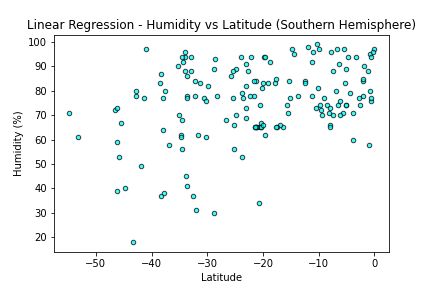 Linear Regression - Humidity vs Latitude (Southern Hemisphere)
100
90
80
70
60
50
40
30
20
Humidity (%)
−50 −40 −30 −20 −10 0
Latitude